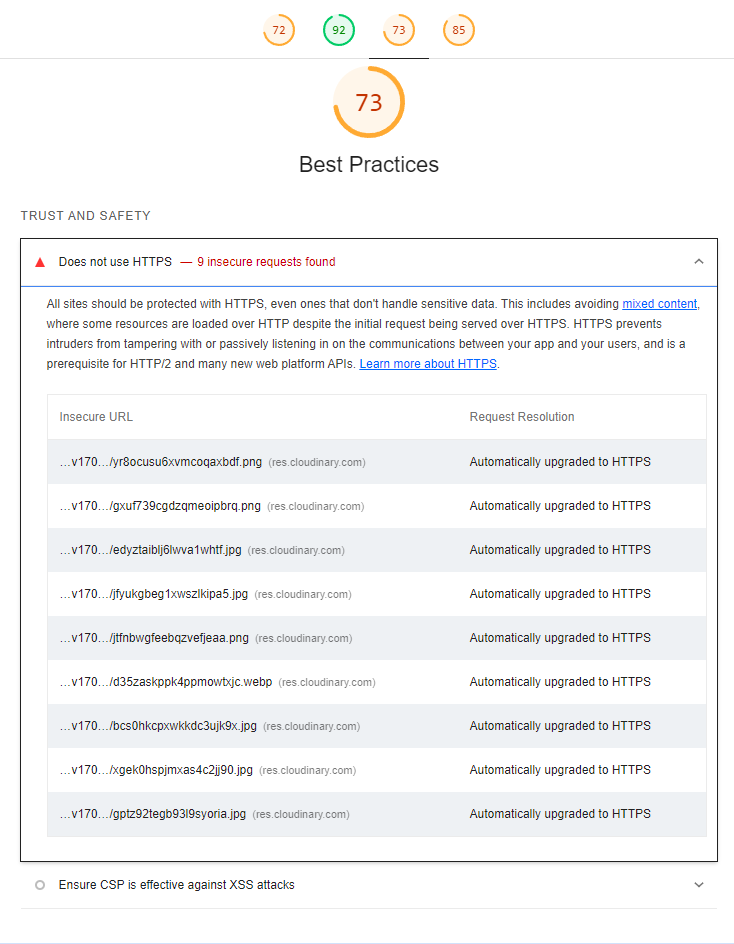 72 92 73 85
73
Best Practices
TRUST AND SAFETY
Does not use HTTPS — 9 insecure requests found
All sites should be protected with HTTPS, even ones that don't handle sensitive data. This includes avoiding mixed content,
where some resources are loaded over HTTP despite the initial request being served over HTTPS. HTTPS prevents
intruders from tampering with or passively listening in on the communications between your app and your users, and is a
prerequisite for HTTP/2 and many new web platform APIs. Learn more about HTTPS.
Insecure URL Request Resolution
…v170…/yr8ocusu6xvmcoqaxbdf.png (res.cloudinary.com) Automatically upgraded to HTTPS
…v170…/gxuf739cgdzqmeoipbrq.png (res.cloudinary.com) Automatically upgraded to HTTPS
…v170…/edyztaiblj6lwva1whtf.jpg (res.cloudinary.com) Automatically upgraded to HTTPS
…v170…/jfyukgbeg1xwszlkipa5.jpg (res.cloudinary.com) Automatically upgraded to HTTPS
…v170…/jtfnbwgfeebqzvefjeaa.png (res.cloudinary.com) Automatically upgraded to HTTPS
…v170…/d35zaskppk4ppmowtxjc.webp (res.cloudinary.com) Automatically upgraded to HTTPS
…v170…/bcs0hkcpxwkkdc3ujk9x.jpg (res.cloudinary.com) Automatically upgraded to HTTPS
…v170…/xgek0hspjmxas4c2jj90.jpg (res.cloudinary.com) Automatically upgraded to HTTPS
…v170…/gptz92tegb93l9syoria.jpg (res.cloudinary.com) Automatically upgraded to HTTPS
Ensure CSP is effective against XSS attacks